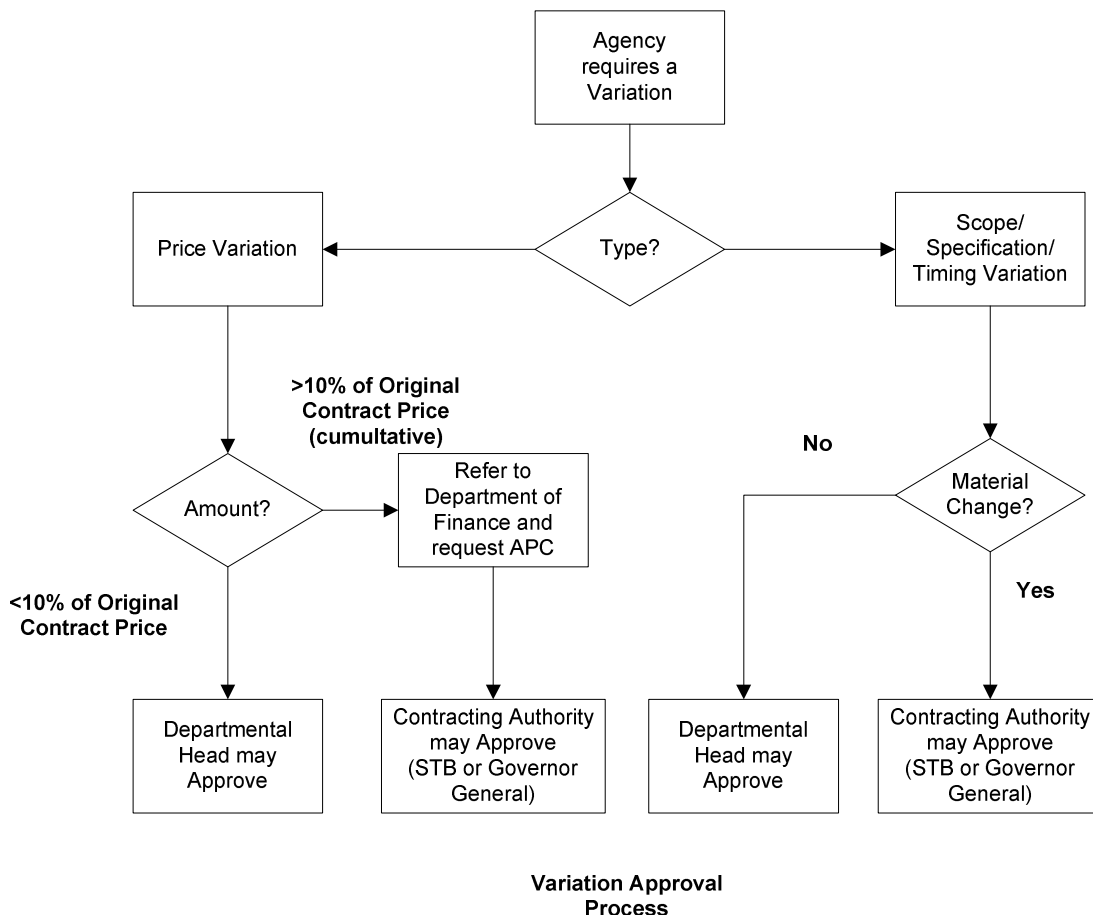 Agency
requires a
Variation
Price Variation
Type?
Scope/
Specification/
Timing Variation
>10% of Original
Contract Price
(cumultative)
No
Amount?
Refer to
Department of
Finance and
request APC
Material
Change?
<10% of Original
Contract Price
Yes
Departmental
Head may
Approve
Contracting Authority
may Approve
(STB or Governor
General)
Departmental
Head may
Approve
Contracting Authority
may Approve
(STB or Governor
General)
Variation Approval
Process